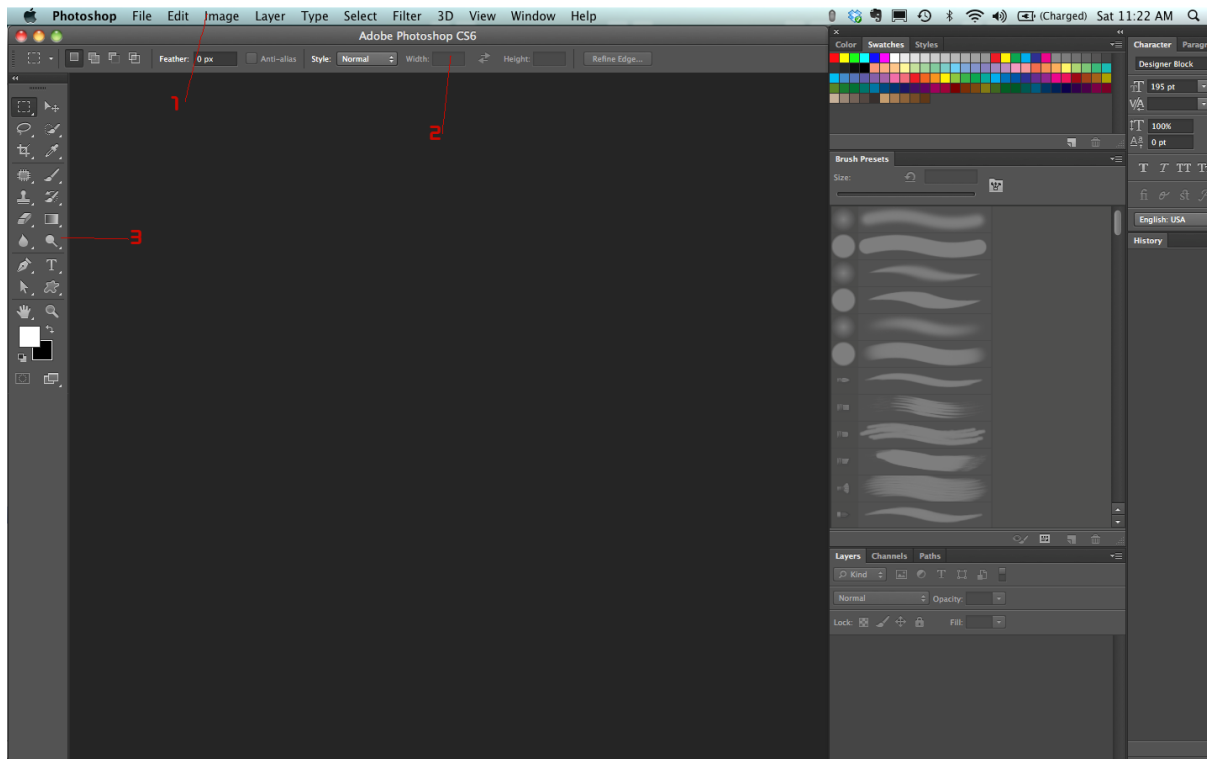 Photoshop File Edit Image Layer Type Select Filter 3D View Window Help (Charged) Sat 11:22 AM
Adobe Photoshop CS6
Feather: 0 px Anti-alias Style: Normal Width: Height: Refine Edge...
1
2
3
Color Swatches Styles
Brush Presets
Size:
Layers Channels Paths
Kind
Normal Opacity:
Lock: Fill:
Character Paragr
Designer Block
195 pt
100%
0 pt
T T TT T
fi st
English: USA
History